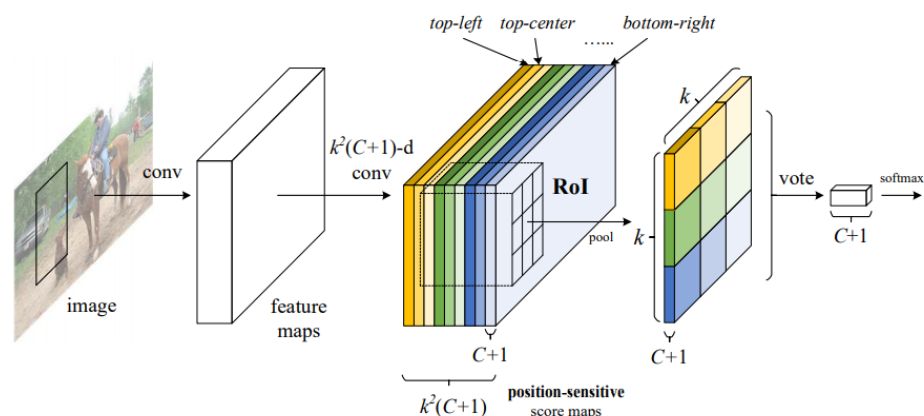 top-left
top-center
…...
bottom-right
conv
k²(C+1)-d
conv
RoI
pool
k
k
vote
softmax
C+1
image
feature
maps
C+1
C+1
k²(C+1)
position-sensitive
score maps